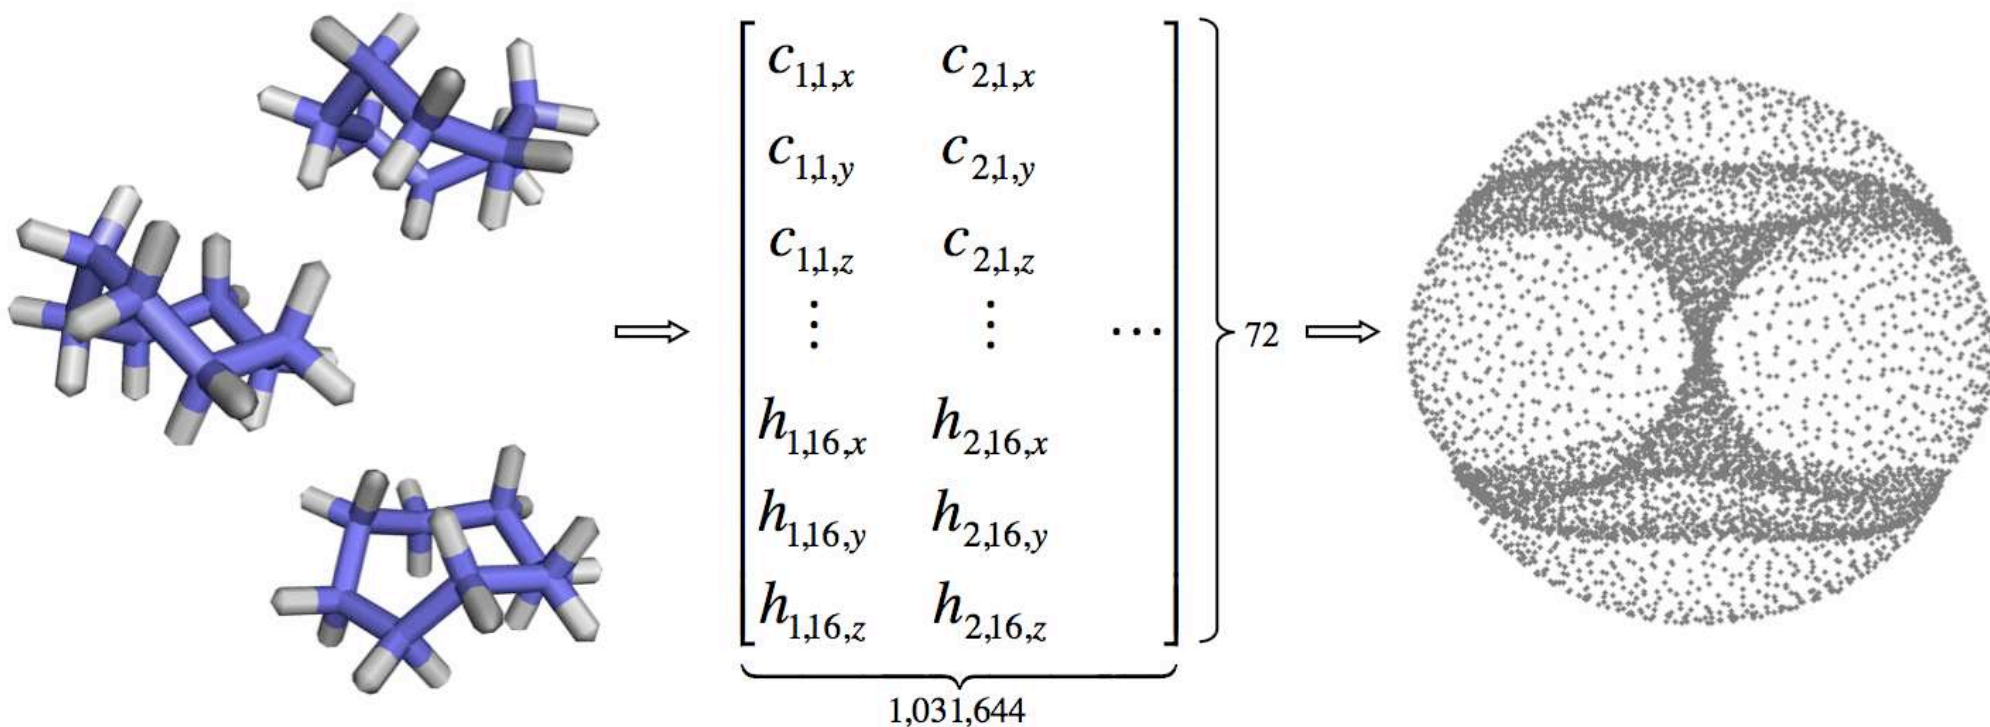 c1,1,x c2,1,x
c1,1,y c2,1,y
c1,1,z c2,1,z
⋮ ⋮ ⋯ 72
h1,16,x h2,16,x
h1,16,y h2,16,y
h1,16,z h2,16,z
1,031,644